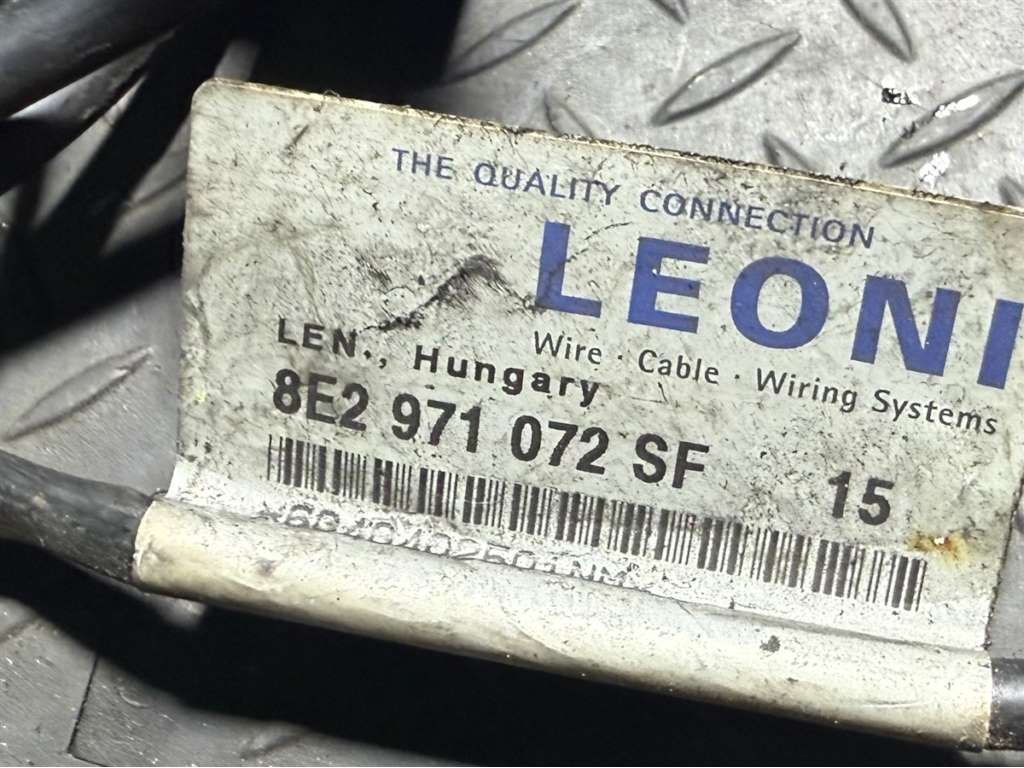 THE QUALITY CONNECTION
LEONI
Wire · Cable · Wiring Systems
LEN., Hungary
8E2 971 072 SF 15